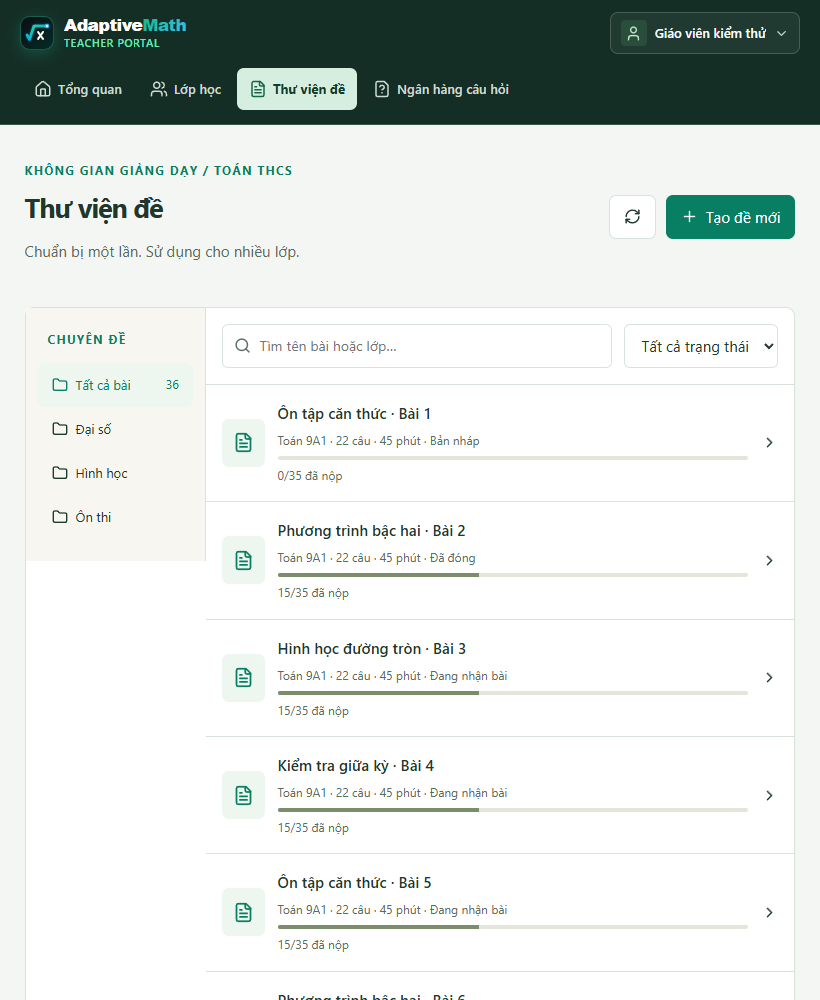 AdaptiveMath
TEACHER PORTAL
Giáo viên kiểm thử
Tổng quan
Lớp học
Thư viện đề
Ngân hàng câu hỏi
KHÔNG GIAN GIẢNG DẠY / TOÁN THCS
Thư viện đề
Chuẩn bị một lần. Sử dụng cho nhiều lớp.
Tạo đề mới
CHUYÊN ĐỀ
Tất cả bài 36
Đại số
Hình học
Ôn thi
Tìm tên bài hoặc lớp...
Tất cả trạng thái
Ôn tập căn thức · Bài 1
Toán 9A1 · 22 câu · 45 phút · Bản nháp
0/35 đã nộp
Phương trình bậc hai · Bài 2
Toán 9A1 · 22 câu · 45 phút · Đã đóng
15/35 đã nộp
Hình học đường tròn · Bài 3
Toán 9A1 · 22 câu · 45 phút · Đang nhận bài
15/35 đã nộp
Kiểm tra giữa kỳ · Bài 4
Toán 9A1 · 22 câu · 45 phút · Đang nhận bài
15/35 đã nộp
Ôn tập căn thức · Bài 5
Toán 9A1 · 22 câu · 45 phút · Đang nhận bài
15/35 đã nộp
Phương trình bậc hai · Bài 6